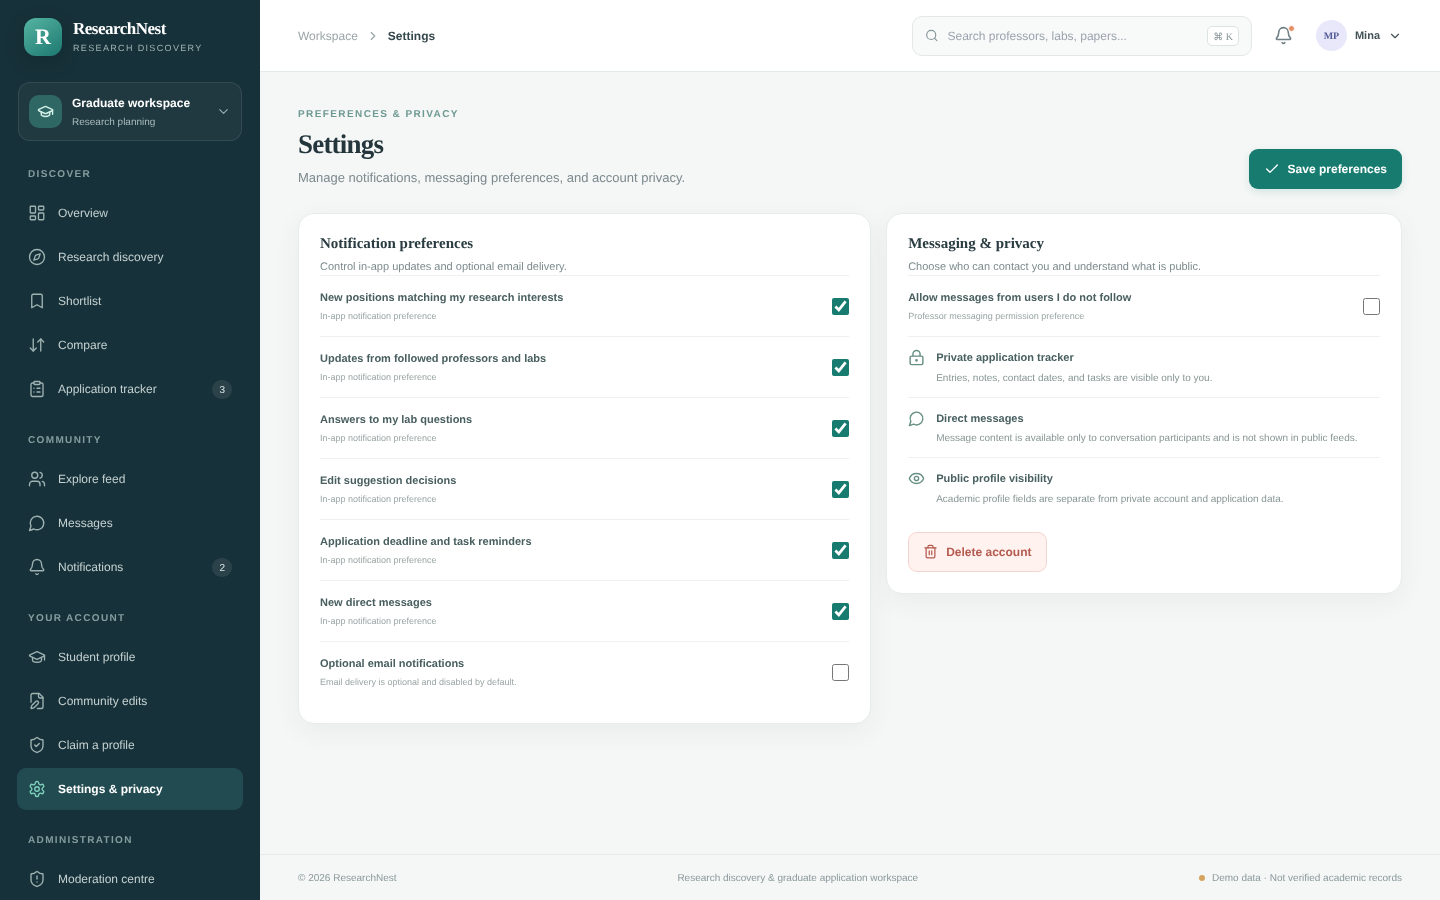 R
ResearchNest
RESEARCH DISCOVERY
Graduate workspace
Research planning
DISCOVER
Overview
Research discovery
Shortlist
Compare
Application tracker 3
COMMUNITY
Explore feed
Messages
Notifications 2
YOUR ACCOUNT
Student profile
Community edits
Claim a profile
Settings & privacy
ADMINISTRATION
Moderation centre
Workspace Settings
Search professors, labs, papers... ⌘ K
MP Mina
PREFERENCES & PRIVACY
Settings
Manage notifications, messaging preferences, and account privacy.
Save preferences
Notification preferences
Control in-app updates and optional email delivery.
New positions matching my research interests
In-app notification preference
Updates from followed professors and labs
In-app notification preference
Answers to my lab questions
In-app notification preference
Edit suggestion decisions
In-app notification preference
Application deadline and task reminders
In-app notification preference
New direct messages
In-app notification preference
Optional email notifications
Email delivery is optional and disabled by default.
Messaging & privacy
Choose who can contact you and understand what is public.
Allow messages from users I do not follow
Professor messaging permission preference
Private application tracker
Entries, notes, contact dates, and tasks are visible only to you.
Direct messages
Message content is available only to conversation participants and is not shown in public feeds.
Public profile visibility
Academic profile fields are separate from private account and application data.
Delete account
© 2026 ResearchNest
Research discovery & graduate application workspace
Demo data · Not verified academic records